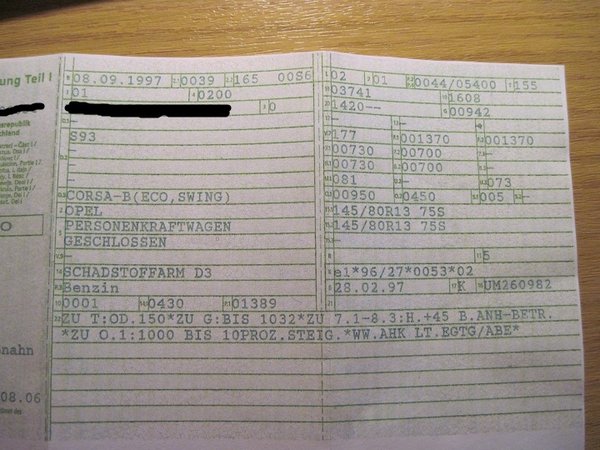 ung Teil I
08.09.1997 0039 165 00S6
01 0200
0
S93
CORSA-B(ECO,SWING)
OPEL
PERSONENKRAFTWAGEN
GESCHLOSSEN
SCHADSTOFFARM D3
Benzin
0001 0430 01389
02 01 0044/05400 155
03741 1608
1420-- 00942
177 001370 001370
00730 00700
00730 00700
081 073
00950 0450 005 -
145/80R13 75S
145/80R13 75S
5
e1*96/27*0053*02
28.02.97 K UM260982
ZU T:OD.150*ZU G:BIS 1032*ZU 7.1-8.3:H.+45 B.ANH-BETR.
*ZU O.1:1000 BIS 10PROZ.STEIG.*WW.AHK LT.EGTG/ABE*
srepublik
chland
O
nahn
08.06